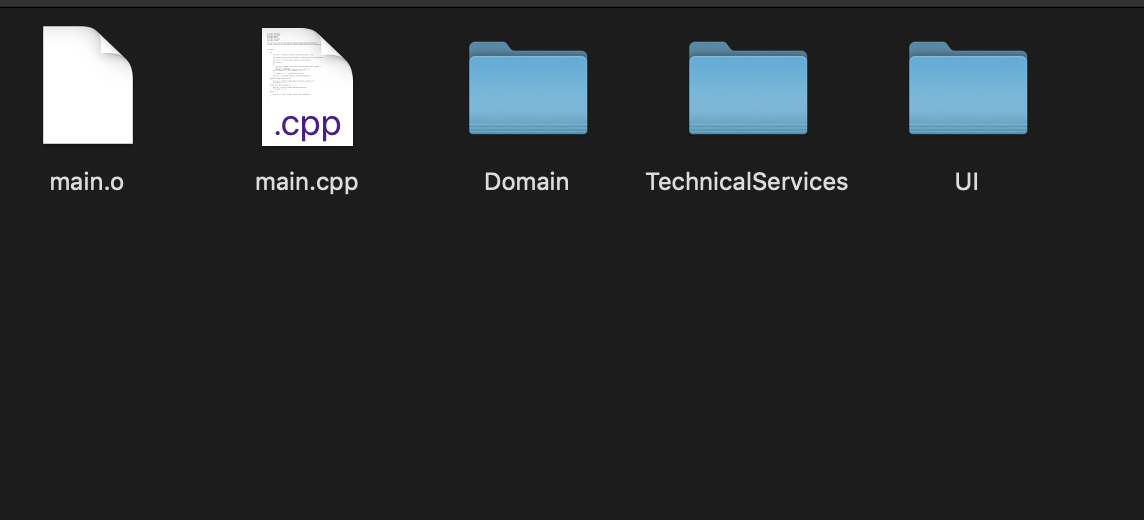 .cpp
main.o
main.cpp
Domain
TechnicalServices
UI